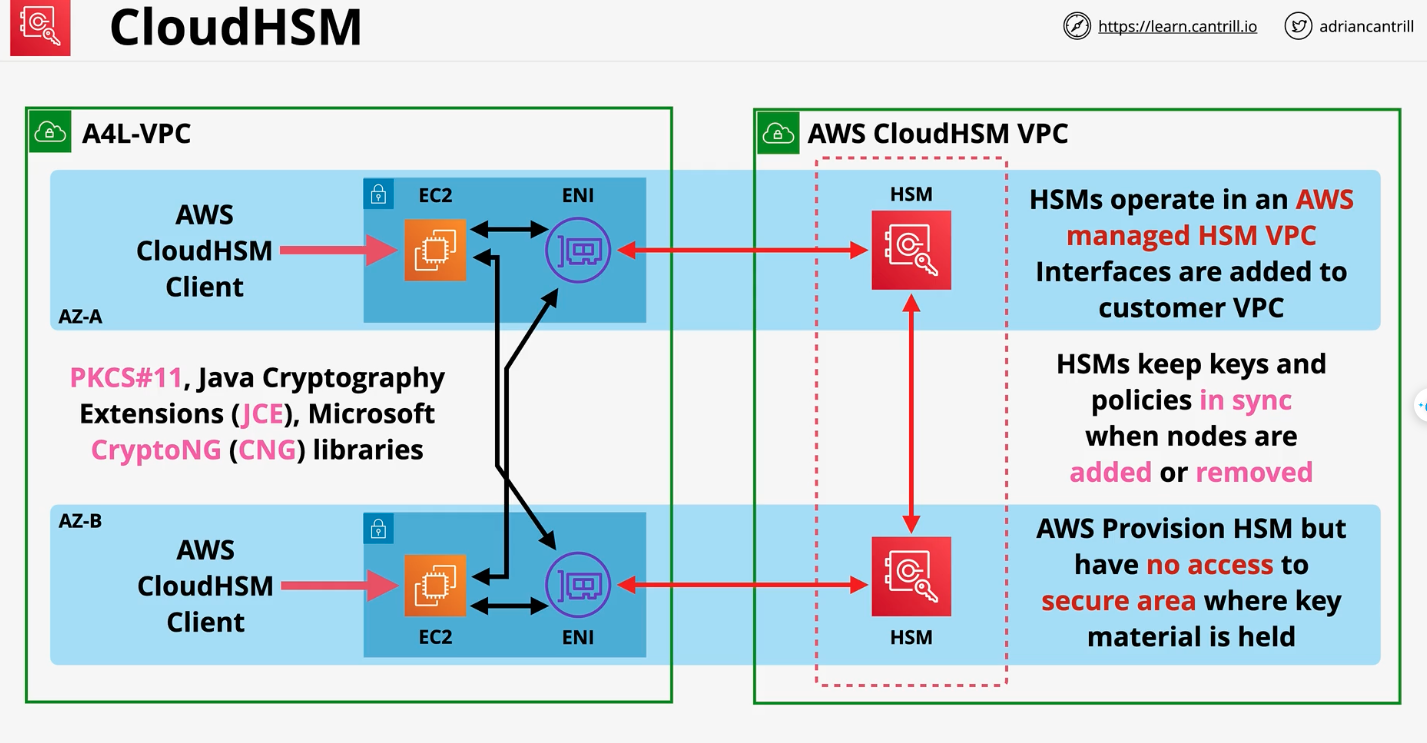 CloudHSM
https://learn.cantrill.io
adriancantrill
A4L-VPC
AWS
CloudHSM
Client
AZ-A
EC2
ENI
PKCS#11, Java Cryptography
Extensions (JCE), Microsoft
CryptoNG (CNG) libraries
AZ-B
AWS
CloudHSM
Client
EC2
ENI
AWS CloudHSM VPC
HSM
HSMs operate in an AWS
managed HSM VPC
Interfaces are added to
customer VPC
HSMs keep keys and
policies in sync
when nodes are
added or removed
HSM
AWS Provision HSM but
have no access to
secure area where key
material is held